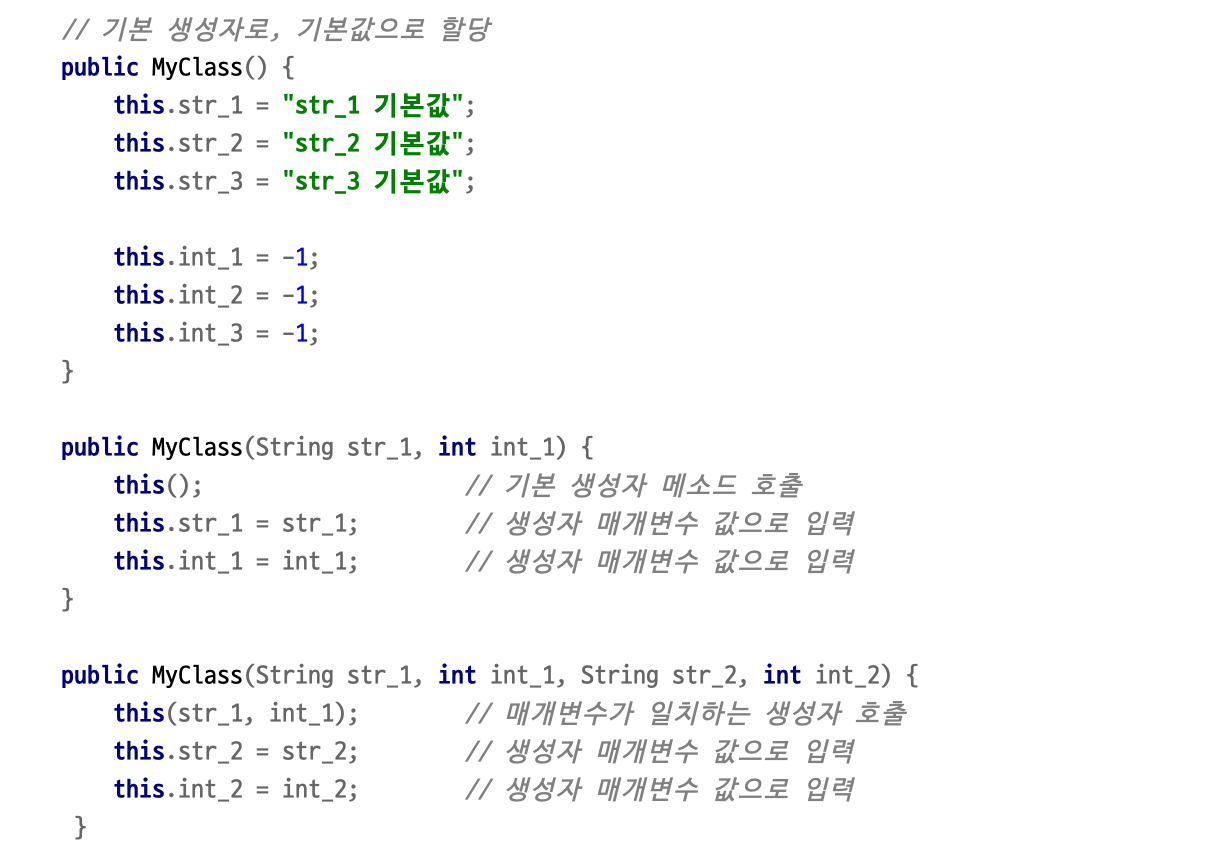 // 기본 생성자로, 기본값으로 할당
public MyClass() {
    this.str_1 = "str_1 기본값";
    this.str_2 = "str_2 기본값";
    this.str_3 = "str_3 기본값";

    this.int_1 = -1;
    this.int_2 = -1;
    this.int_3 = -1;
}

public MyClass(String str_1, int int_1) {
    this();                    // 기본 생성자 메소드 호출
    this.str_1 = str_1;        // 생성자 매개변수 값으로 입력
    this.int_1 = int_1;        // 생성자 매개변수 값으로 입력
}

public MyClass(String str_1, int int_1, String str_2, int int_2) {
    this(str_1, int_1);        // 매개변수가 일치하는 생성자 호출
    this.str_2 = str_2;        // 생성자 매개변수 값으로 입력
    this.int_2 = int_2;        // 생성자 매개변수 값으로 입력
 }